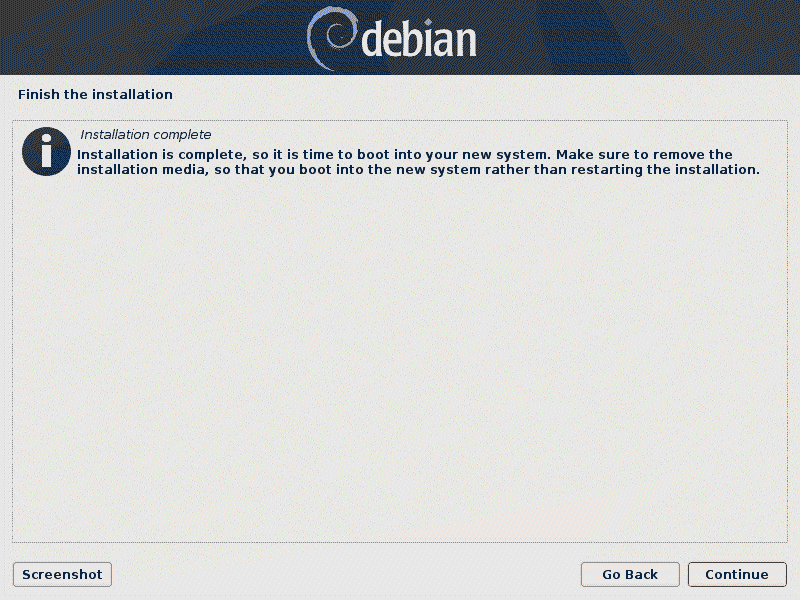 debian
Finish the installation
Installation complete
Installation is complete, so it is time to boot into your new system. Make sure to remove the
installation media, so that you boot into the new system rather than restarting the installation.
Screenshot
Go Back
Continue